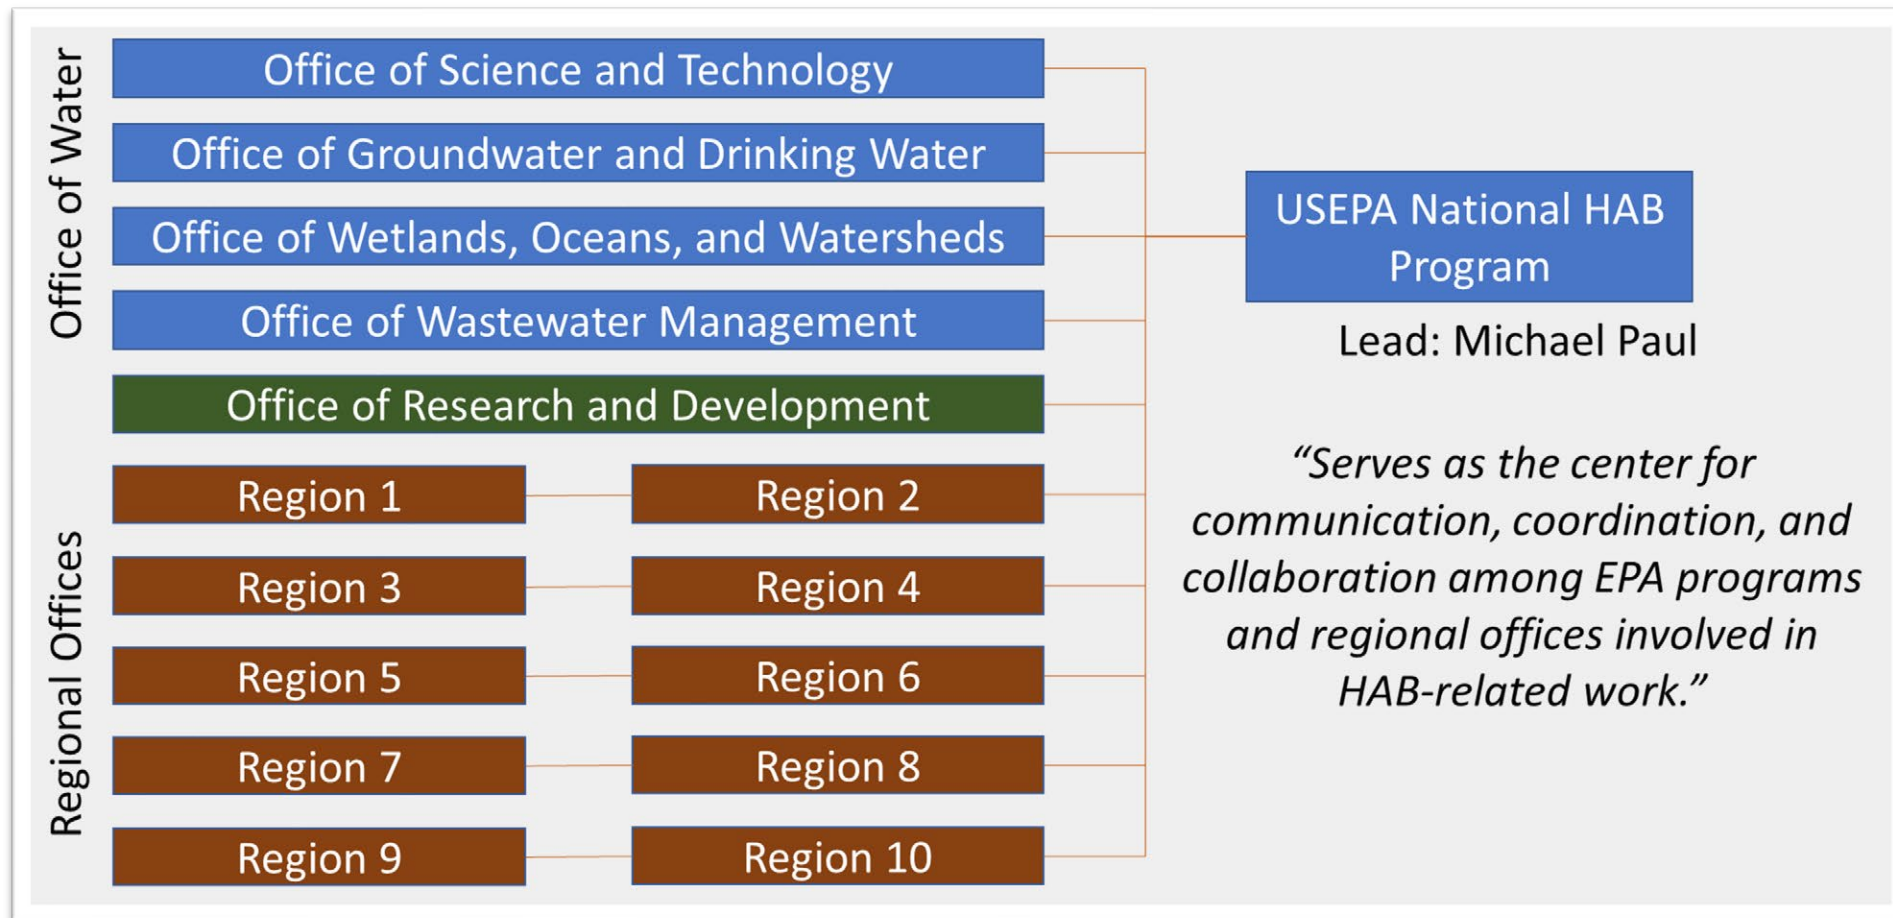 Office of Water
Office of Science and Technology
Office of Groundwater and Drinking Water
Office of Wetlands, Oceans, and Watersheds
Office of Wastewater Management
Office of Research and Development
Regional Offices
Region 1
Region 2
Region 3
Region 4
Region 5
Region 6
Region 7
Region 8
Region 9
Region 10
USEPA National HAB
Program
Lead: Michael Paul
“Serves as the center for
communication, coordination, and
collaboration among EPA programs
and regional offices involved in
HAB-related work.”